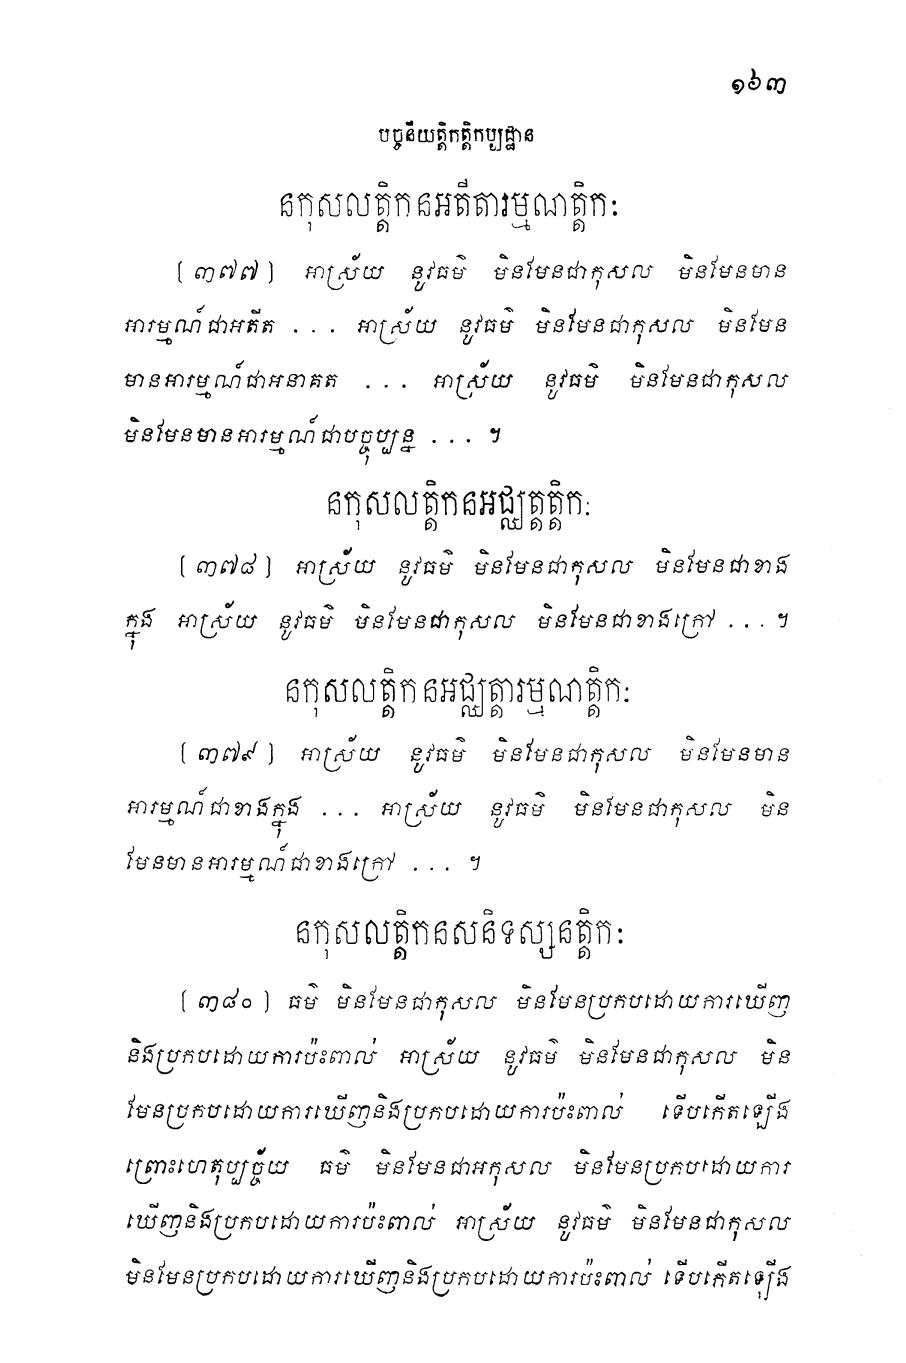 ១៦៣
បច្ចនីយត្តិកត្តិកប្បដ្ឋាន
នកុសលត្តិកនអតីតារម្មណត្តិកៈ
[៣៧៧] អាស្រ័យ នូវធម៌ មិនមែនជាកុសល មិនមែនមាន
អារម្មណ៍ជាអតីត ... អាស្រ័យ នូវធម៌ មិនមែនជាកុសល មិនមែន
មានអារម្មណ៍ជាអនាគត ... អាស្រ័យ នូវធម៌ មិនមែនជាកុសល
មិនមែនមានអារម្មណ៍ជាបច្ចុប្បន្ន ... ។
នកុសលត្តិកនអជ្ឈត្តត្តិកៈ
[៣៧៨] អាស្រ័យ នូវធម៌ មិនមែនជាកុសល មិនមែនជាខាង
ក្នុង អាស្រ័យ នូវធម៌ មិនមែនជាកុសល មិនមែនជាខាងក្រៅ ... ។
នកុសលត្តិកនអជ្ឈត្តារម្មណត្តិកៈ
[៣៧៩] អាស្រ័យ នូវធម៌ មិនមែនជាកុសល មិនមែនមាន
អារម្មណ៍ជាខាងក្នុង ... អាស្រ័យ នូវធម៌ មិនមែនជាកុសល មិន
មែនមានអារម្មណ៍ជាខាងក្រៅ ... ។
នកុសលត្តិកនសនិទស្សនត្តិកៈ
[៣៨០] ធម៌ មិនមែនជាកុសល មិនមែនប្រកបដោយការឃើញ
និងប្រកបដោយការប៉ះពាល់ អាស្រ័យ នូវធម៌ មិនមែនជាកុសល មិន
មែនប្រកបដោយការឃើញនិងប្រកបដោយការប៉ះពាល់ ទើបកើតឡើង
ព្រោះហេតុប្បច្ច័យ ធម៌ មិនមែនជាអកុសល មិនមែនប្រកបដោយការ
ឃើញនិងប្រកបដោយការប៉ះពាល់ អាស្រ័យ នូវធម៌ មិនមែនជាកុសល
មិនមែនប្រកបដោយការឃើញនិងប្រកបដោយការប៉ះពាល់ ទើបកើតឡើង